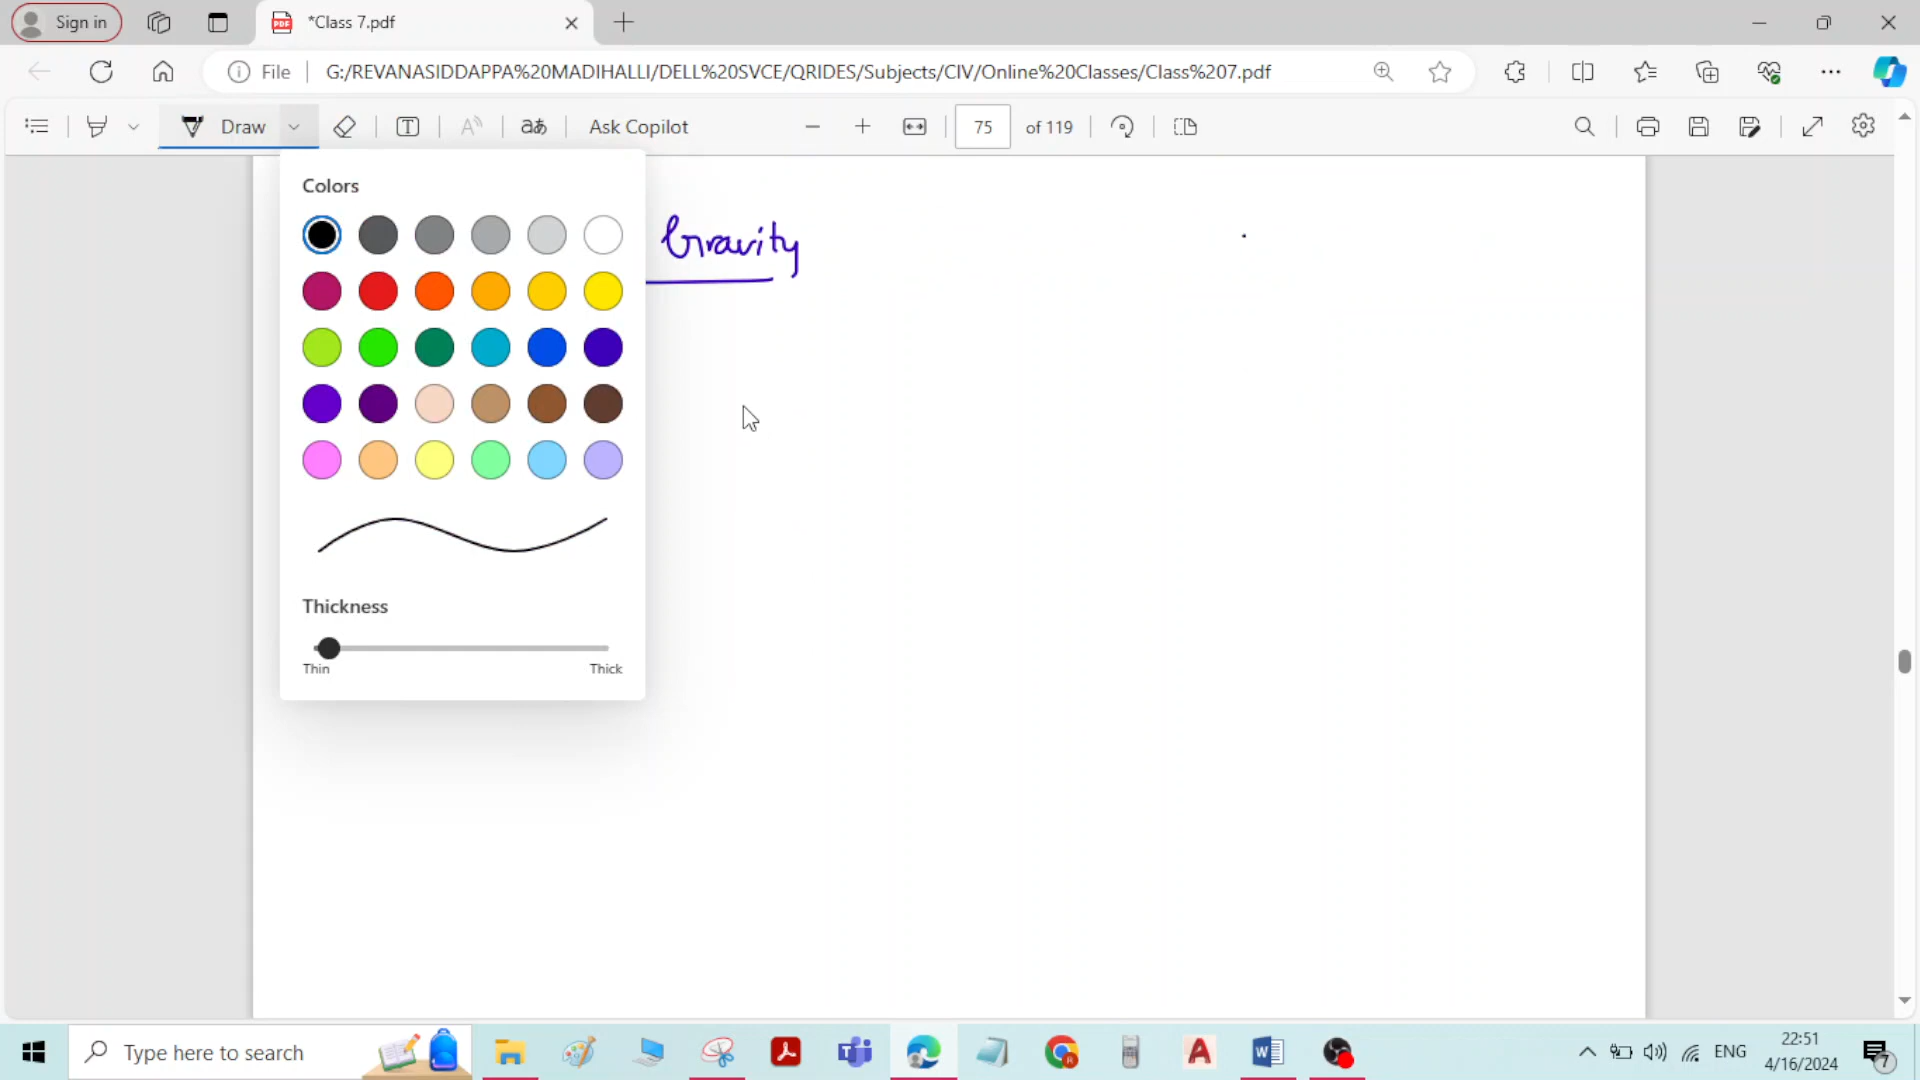 Sign in
*Class 7.pdf
File
G:/REVANASIDDAPPA%20MADIHALLI/DELL%20SVCE/QRIDES/Subjects/CIV/Online%20Classes/Class%207.pdf
Draw
Ask Copilot
75 of 119
Colors
Gravity
Thickness
Thin
Thick
Type here to search
ENG
22:51
4/16/2024
7